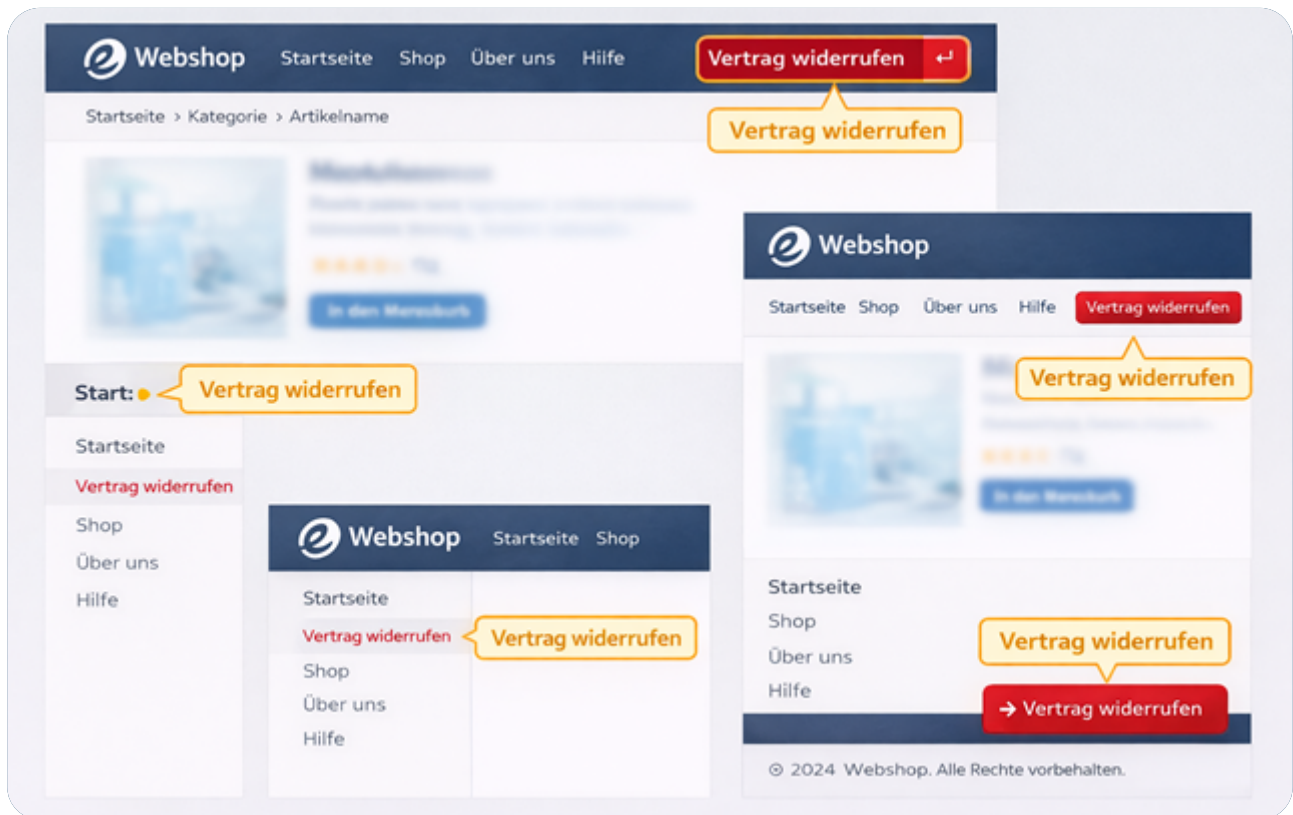 Webshop Startseite Shop Über uns Hilfe Vertrag widerrufen
Vertrag widerrufen
Startseite › Kategorie › Artikelname
Start: Vertrag widerrufen
Startseite
Vertrag widerrufen
Shop
Über uns
Hilfe
Webshop Startseite Shop
Startseite
Vertrag widerrufen Vertrag widerrufen
Shop
Über uns
Hilfe
Webshop
Startseite Shop Über uns Hilfe Vertrag widerrufen
Vertrag widerrufen
Startseite
Shop
Über uns
Hilfe
Vertrag widerrufen
→ Vertrag widerrufen
2024 Webshop. Alle Rechte vorbehalten.